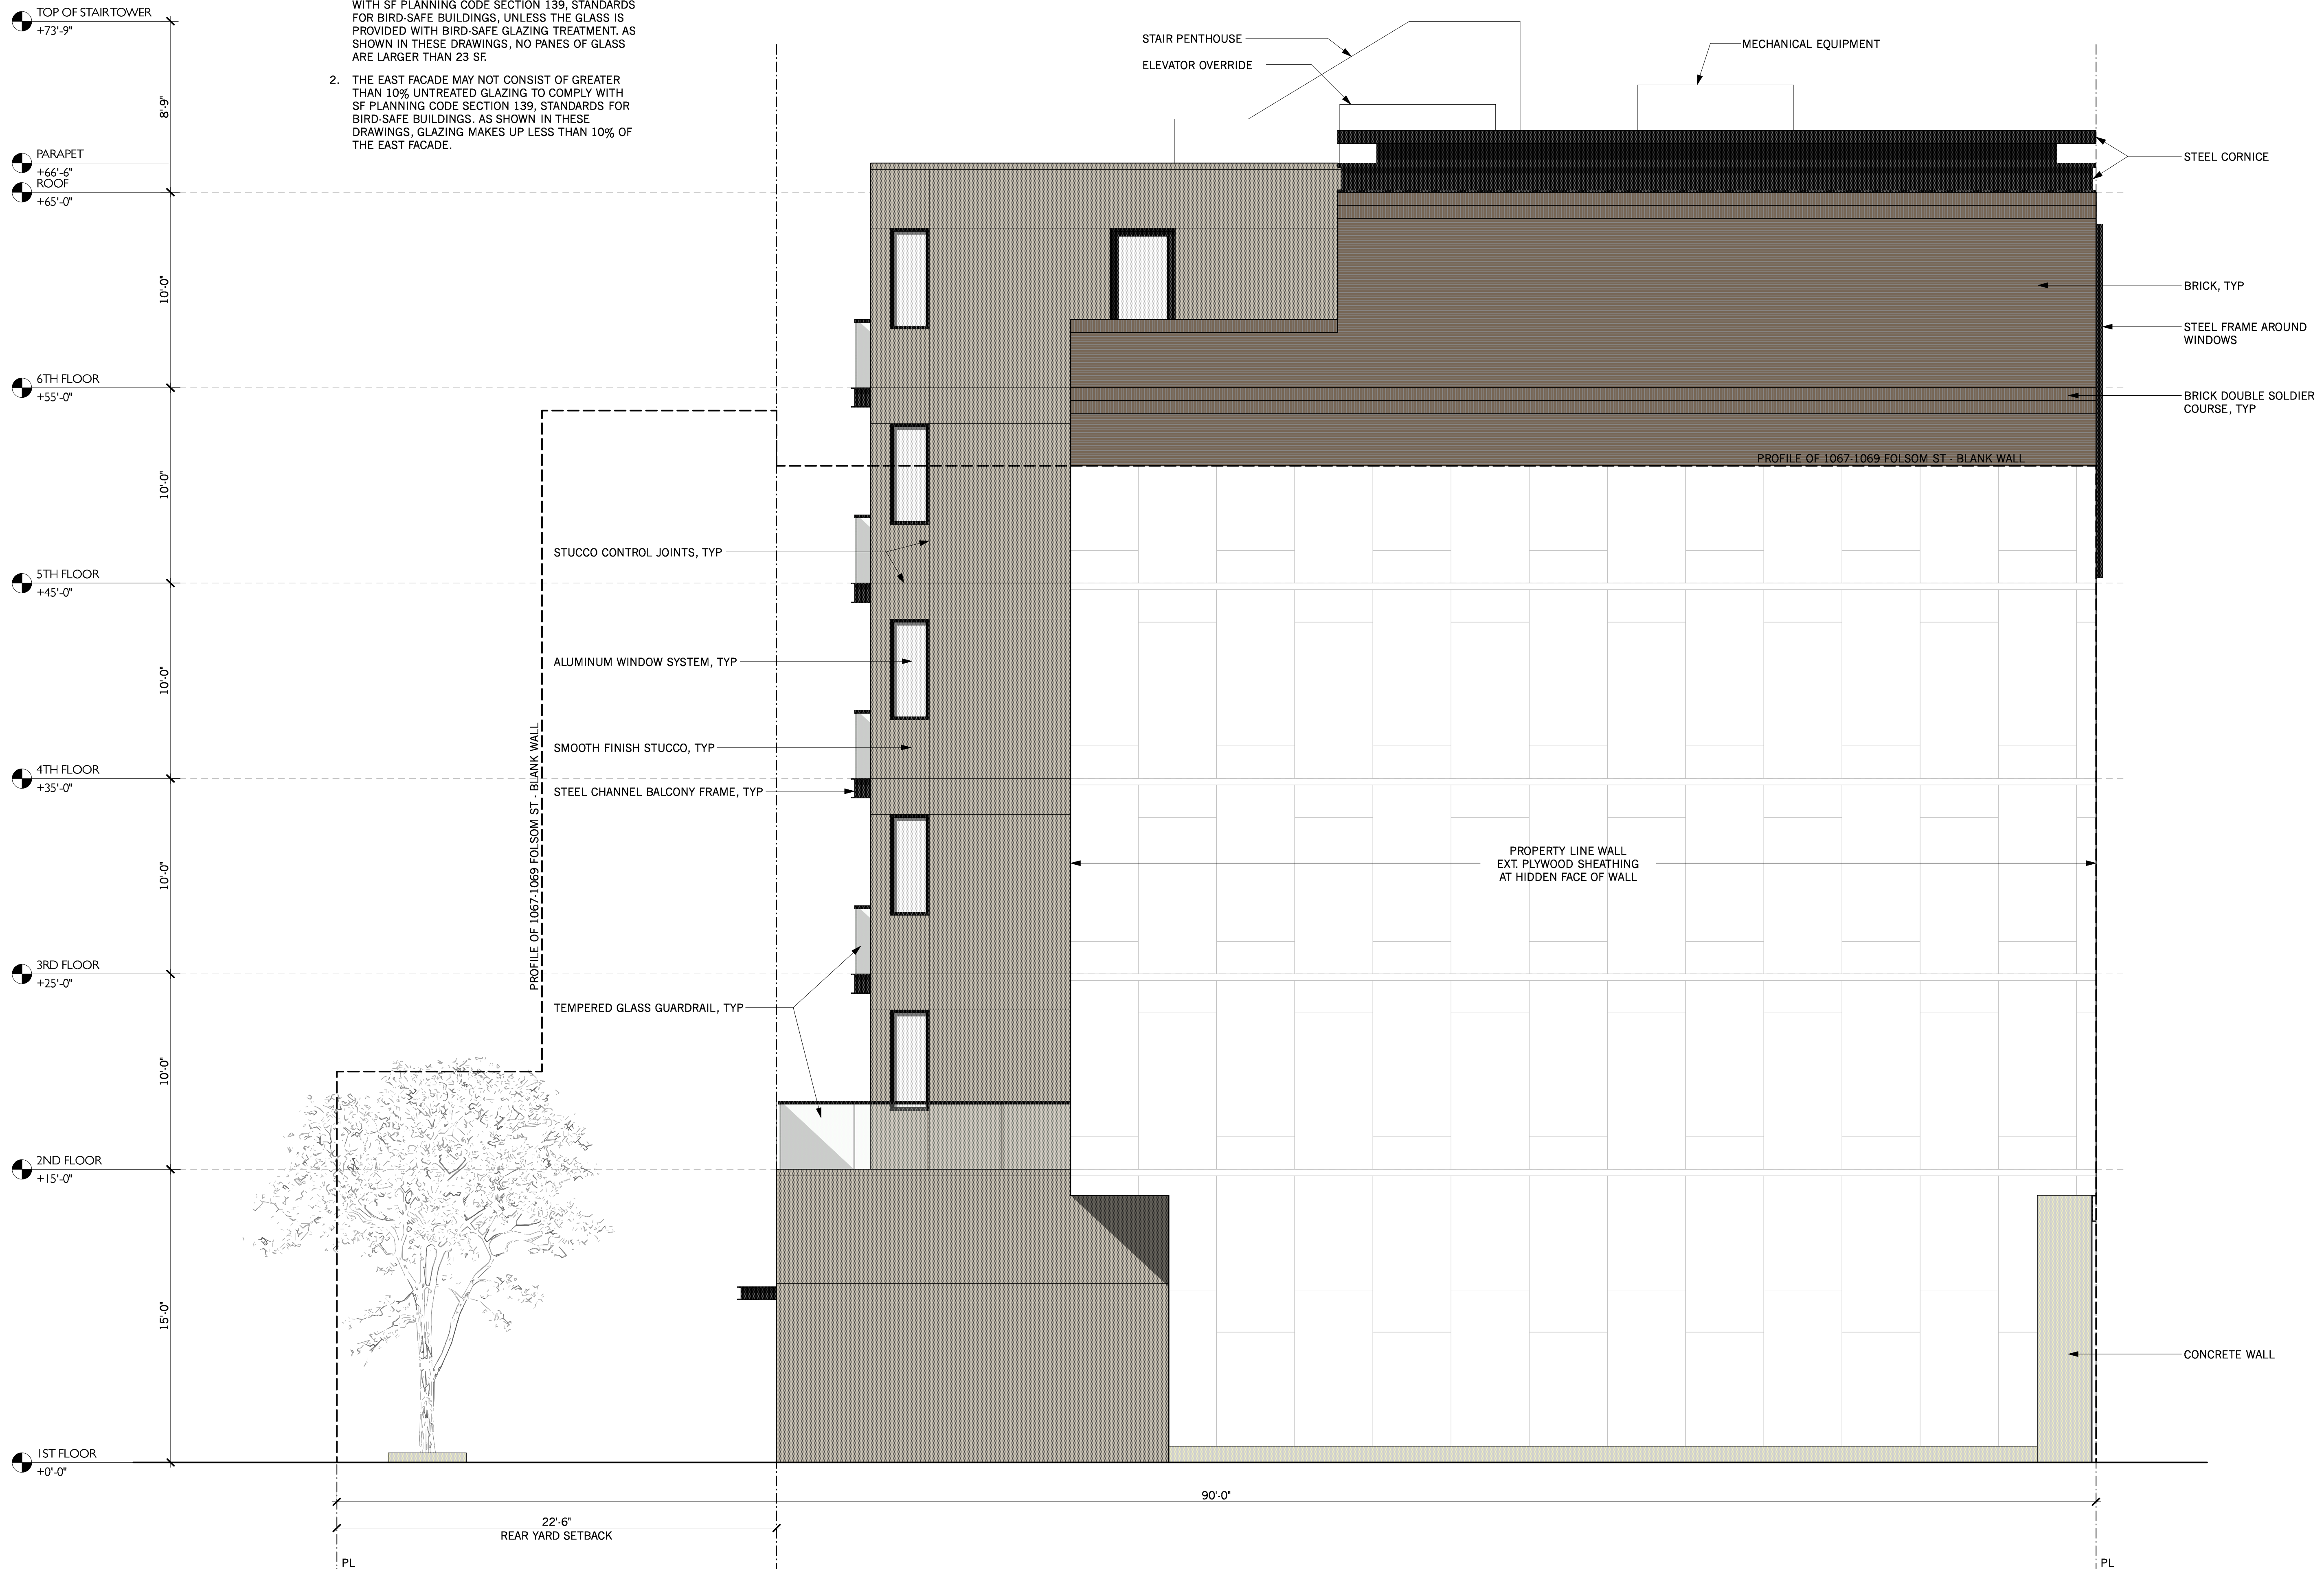 WITH SF PLANNING CODE SECTION 139, STANDARDS
FOR BIRD-SAFE BUILDINGS, UNLESS THE GLASS IS
PROVIDED WITH BIRD-SAFE GLAZING TREATMENT. AS
SHOWN IN THESE DRAWINGS, NO PANES OF GLASS
ARE LARGER THAN 23 SF.
2. THE EAST FACADE MAY NOT CONSIST OF GREATER
THAN 10% UNTREATED GLAZING TO COMPLY WITH
SF PLANNING CODE SECTION 139, STANDARDS FOR
BIRD-SAFE BUILDINGS. AS SHOWN IN THESE
DRAWINGS, GLAZING MAKES UP LESS THAN 10% OF
THE EAST FACADE.
TOP OF STAIR TOWER
+73'-9"
8'-9"
PARAPET
+66'-6"
ROOF
+65'-0"
10'-0"
6TH FLOOR
+55'-0"
10'-0"
5TH FLOOR
+45'-0"
10'-0"
4TH FLOOR
+35'-0"
10'-0"
3RD FLOOR
+25'-0"
10'-0"
2ND FLOOR
+15'-0"
15'-0"
1ST FLOOR
+0'-0"
STAIR PENTHOUSE
ELEVATOR OVERRIDE
MECHANICAL EQUIPMENT
STEEL CORNICE
BRICK, TYP
STEEL FRAME AROUND
WINDOWS
BRICK DOUBLE SOLDIER
COURSE, TYP
PROFILE OF 1067-1069 FOLSOM ST - BLANK WALL
STUCCO CONTROL JOINTS, TYP
ALUMINUM WINDOW SYSTEM, TYP
SMOOTH FINISH STUCCO, TYP
STEEL CHANNEL BALCONY FRAME, TYP
PROFILE OF 1067-1069 FOLSOM ST - BLANK WALL
TEMPERED GLASS GUARDRAIL, TYP
PROPERTY LINE WALL
EXT. PLYWOOD SHEATHING
AT HIDDEN FACE OF WALL
CONCRETE WALL
90'-0"
22'-6"
REAR YARD SETBACK
PL
PL